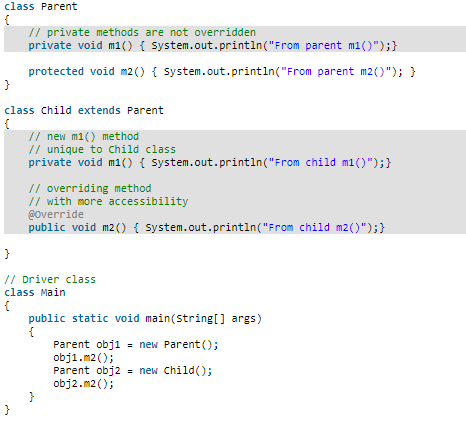 class Parent
{
    // private methods are not overridden
    private void m1() { System.out.println("From parent m1()");}

    protected void m2() { System.out.println("From parent m2()"); }
}

class Child extends Parent
{
    // new m1() method
    // unique to Child class
    private void m1() { System.out.println("From child m1()");}

    // overriding method
    // with more accessibility
    @Override
    public void m2() { System.out.println("From child m2()");}

}

// Driver class
class Main
{
    public static void main(String[] args)
    {
        Parent obj1 = new Parent();
        obj1.m2();
        Parent obj2 = new Child();
        obj2.m2();
    }
}